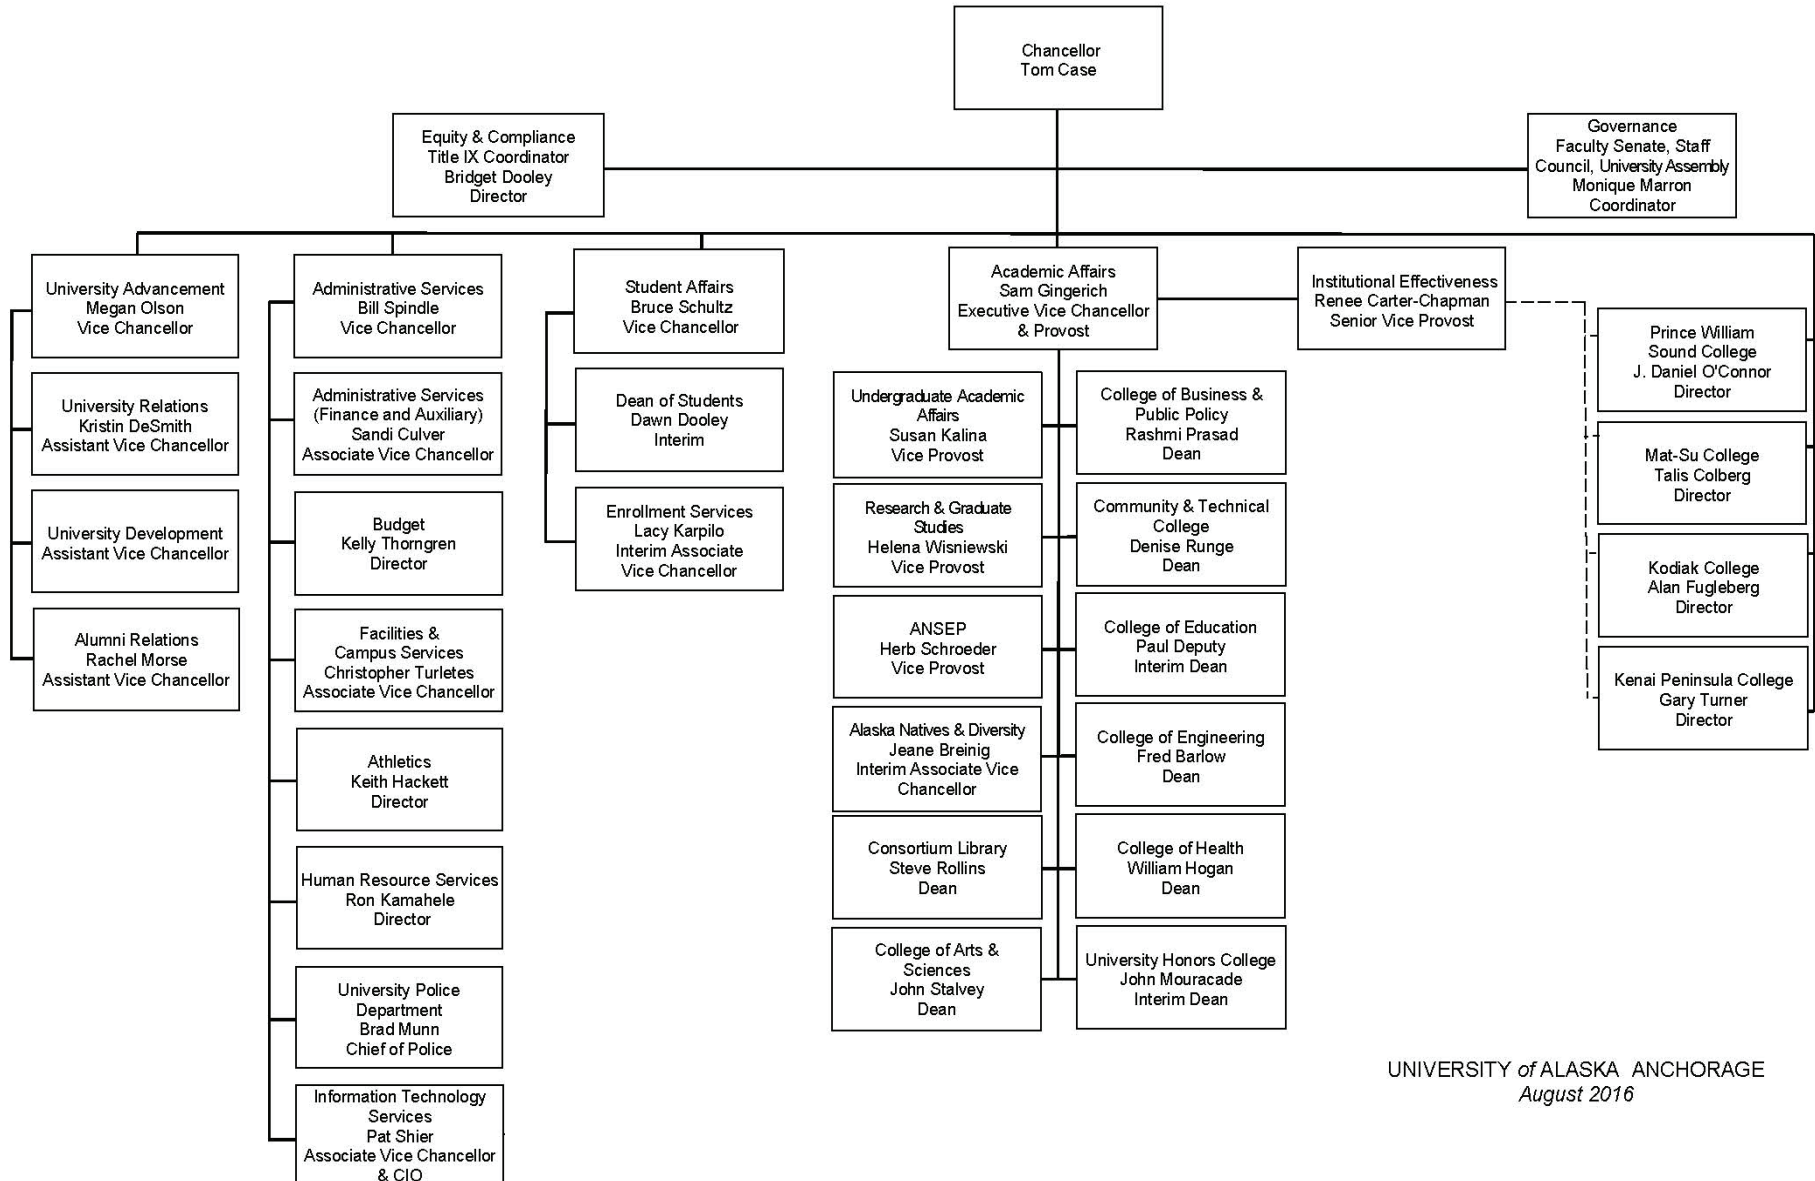 Chancellor
Tom Case
Equity & Compliance
Title IX Coordinator
Bridget Dooley
Director
Governance
Faculty Senate, Staff
Council, University Assembly
Monique Marron
Coordinator
University Advancement
Megan Olson
Vice Chancellor
University Relations
Kristin DeSmith
Assistant Vice Chancellor
University Development
Assistant Vice Chancellor
Alumni Relations
Rachel Morse
Assistant Vice Chancellor
Administrative Services
Bill Spindle
Vice Chancellor
Administrative Services
(Finance and Auxiliary)
Sandi Culver
Associate Vice Chancellor
Budget
Kelly Thorngren
Director
Facilities &
Campus Services
Christopher Turletes
Associate Vice Chancellor
Athletics
Keith Hackett
Director
Human Resource Services
Ron Kamahele
Director
University Police
Department
Brad Munn
Chief of Police
Information Technology
Services
Pat Shier
Associate Vice Chancellor
& CIO
Student Affairs
Bruce Schultz
Vice Chancellor
Dean of Students
Dawn Dooley
Interim
Enrollment Services
Lacy Karpilo
Interim Associate
Vice Chancellor
Academic Affairs
Sam Gingerich
Executive Vice Chancellor
& Provost
Undergraduate Academic
Affairs
Susan Kalina
Vice Provost
Research & Graduate
Studies
Helena Wisniewski
Vice Provost
ANSEP
Herb Schroeder
Vice Provost
Alaska Natives & Diversity
Jeane Breinig
Interim Associate Vice
Chancellor
Consortium Library
Steve Rollins
Dean
College of Arts &
Sciences
John Stalvey
Dean
College of Business &
Public Policy
Rashmi Prasad
Dean
Community & Technical
College
Denise Runge
Dean
College of Education
Paul Deputy
Interim Dean
College of Engineering
Fred Barlow
Dean
College of Health
William Hogan
Dean
University Honors College
John Mouracade
Interim Dean
Institutional Effectiveness
Renee Carter-Chapman
Senior Vice Provost
Prince William
Sound College
J. Daniel O'Connor
Director
Mat-Su College
Talis Colberg
Director
Kodiak College
Alan Fugleberg
Director
Kenai Peninsula College
Gary Turner
Director
UNIVERSITY of ALASKA ANCHORAGE
August 2016